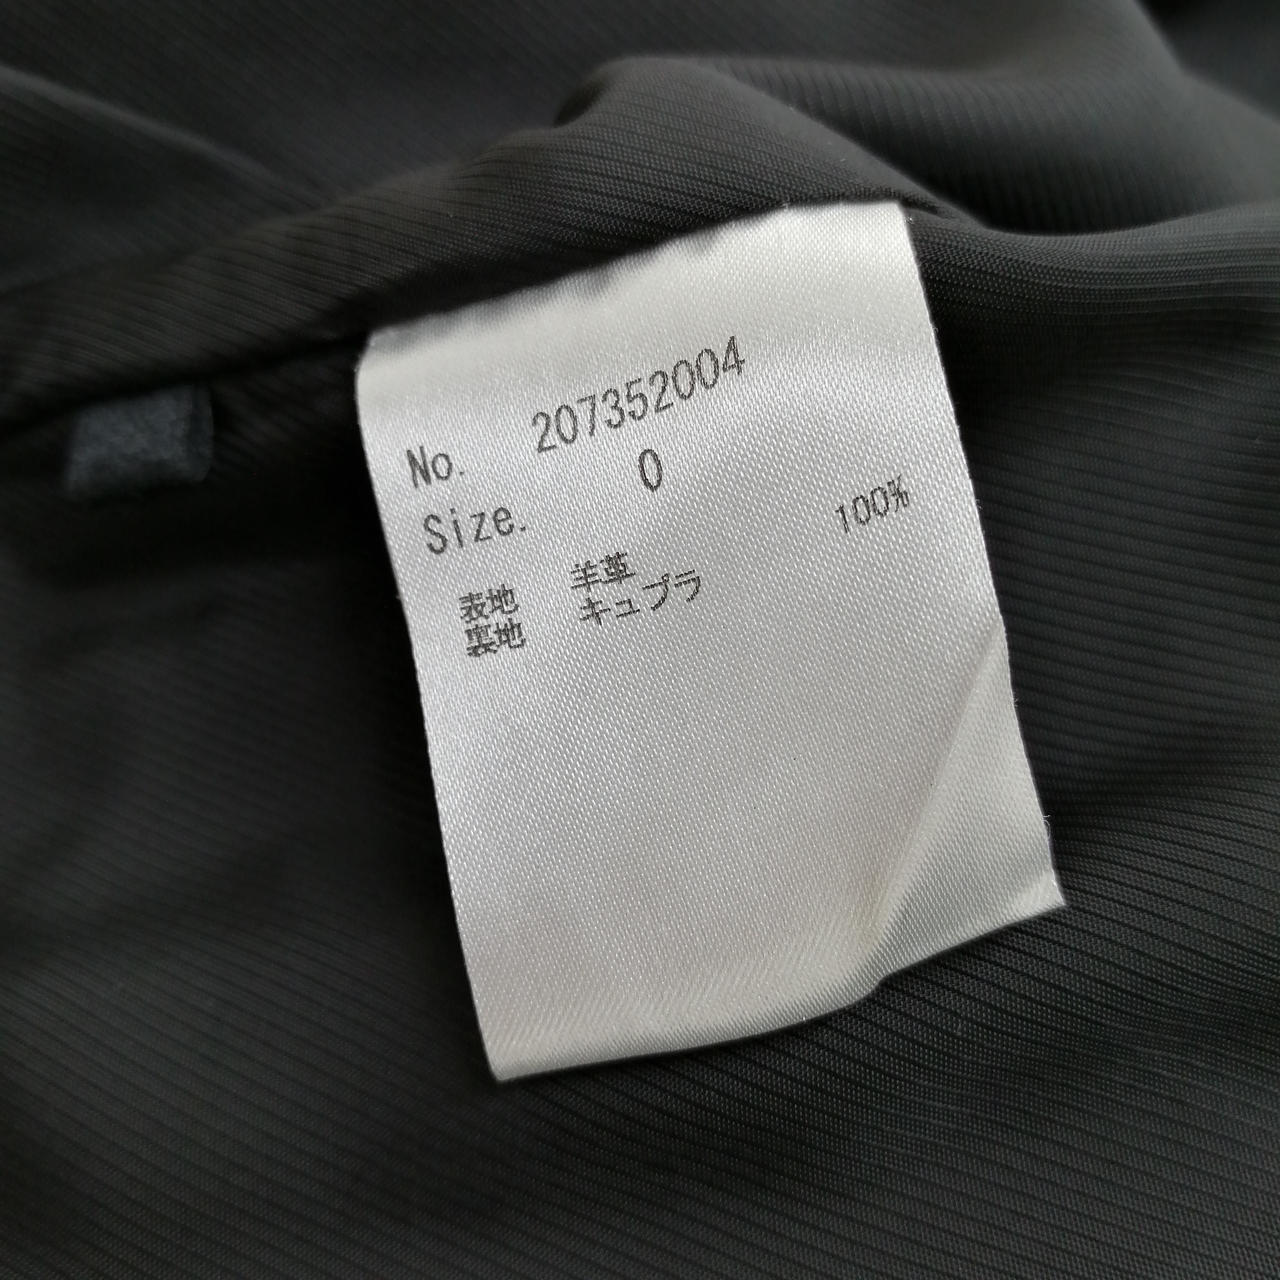 No. 207352004
Size. 0
表地 羊革
裏地 キュプラ 100%